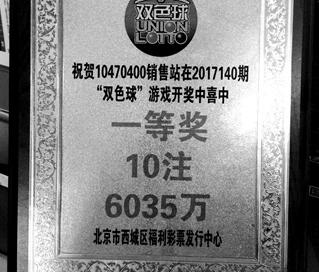 双色球
UNION
LOTTO
祝贺10470400销售站在2017140期
“双色球”游戏开奖中喜中
一等奖
10注
6035万
北京市西城区福利彩票发行中心